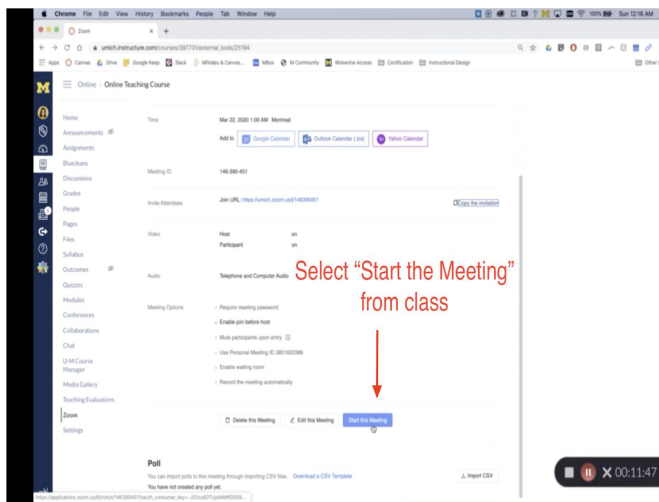 Chrome File Edit View History Bookmarks People Tab Window Help
100% Sun 12:16 AM
Zoom
umich.instructure.com/courses/397731/external_tools/25194
Apps Canvas Drive Google Keep Slack MiVideo & Canvas... MBox M Community Wolverine Access Certification Instructional Design
Online Online Teaching Course
Home
Announcements
Assignments
BlueJeans
Discussions
Grades
People
Pages
Files
Syllabus
Outcomes
Quizzes
Modules
Conferences
Collaborations
Chat
U-M Course
Manager
Media Gallery
Teaching Evaluations
Zoom
Settings
Time Mar 22, 2020 1:00 AM Montreal
Add to Google Calendar Outlook Calendar (.ics) Yahoo Calendar
Meeting ID 148-390-451
Invite Attendees Join URL: https://umich.zoom.us/j/148390451 Copy the invitation
Video Host on
Participant on
Audio Telephone and Computer Audio
Select “Start the Meeting”
from class
Meeting Options Require meeting password
Enable join before host
Mute participants upon entry
Use Personal Meeting ID 3801803386
Enable waiting room
Record the meeting automatically
Delete this Meeting Edit this Meeting Start this Meeting
Poll
You can import polls to this meeting through importing CSV files. Download a CSV Template Import CSV
You have not created any poll yet.
00:11:47